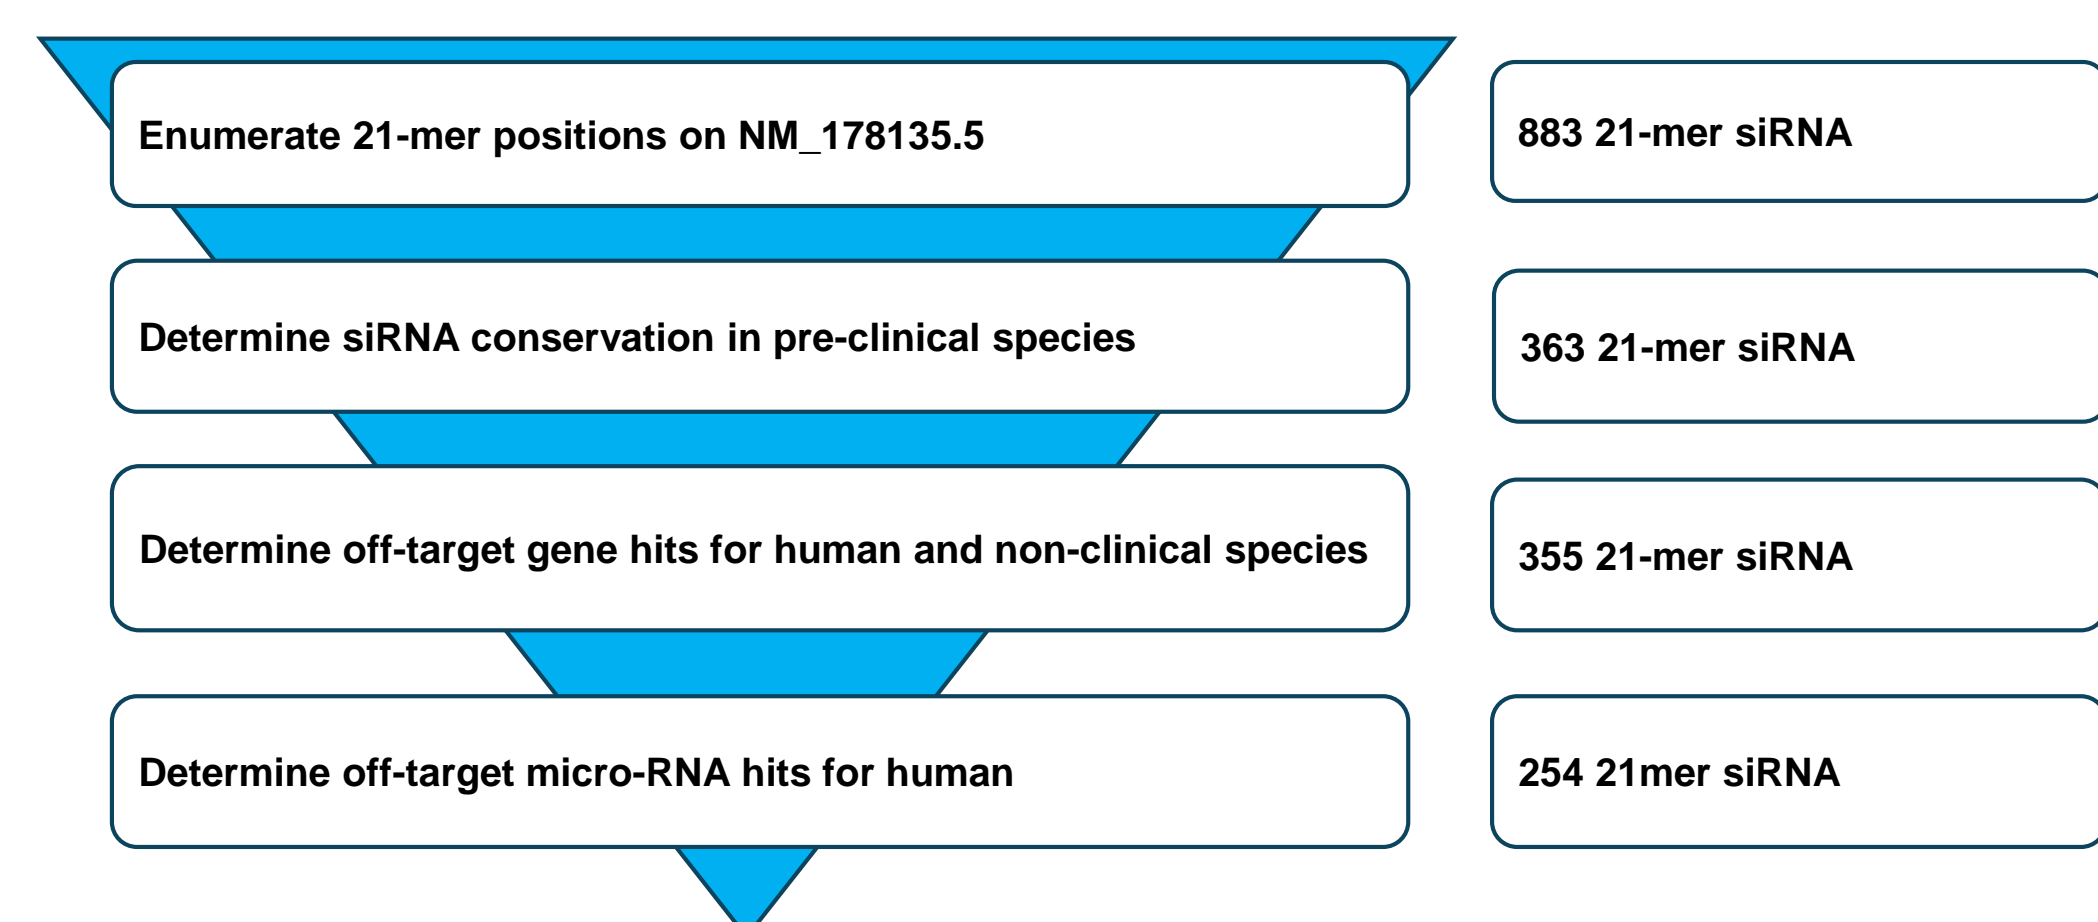 Enumerate 21-mer positions on NM_178135.5
883 21-mer siRNA
Determine siRNA conservation in pre-clinical species
363 21-mer siRNA
Determine off-target gene hits for human and non-clinical species
355 21-mer siRNA
Determine off-target micro-RNA hits for human
254 21mer siRNA